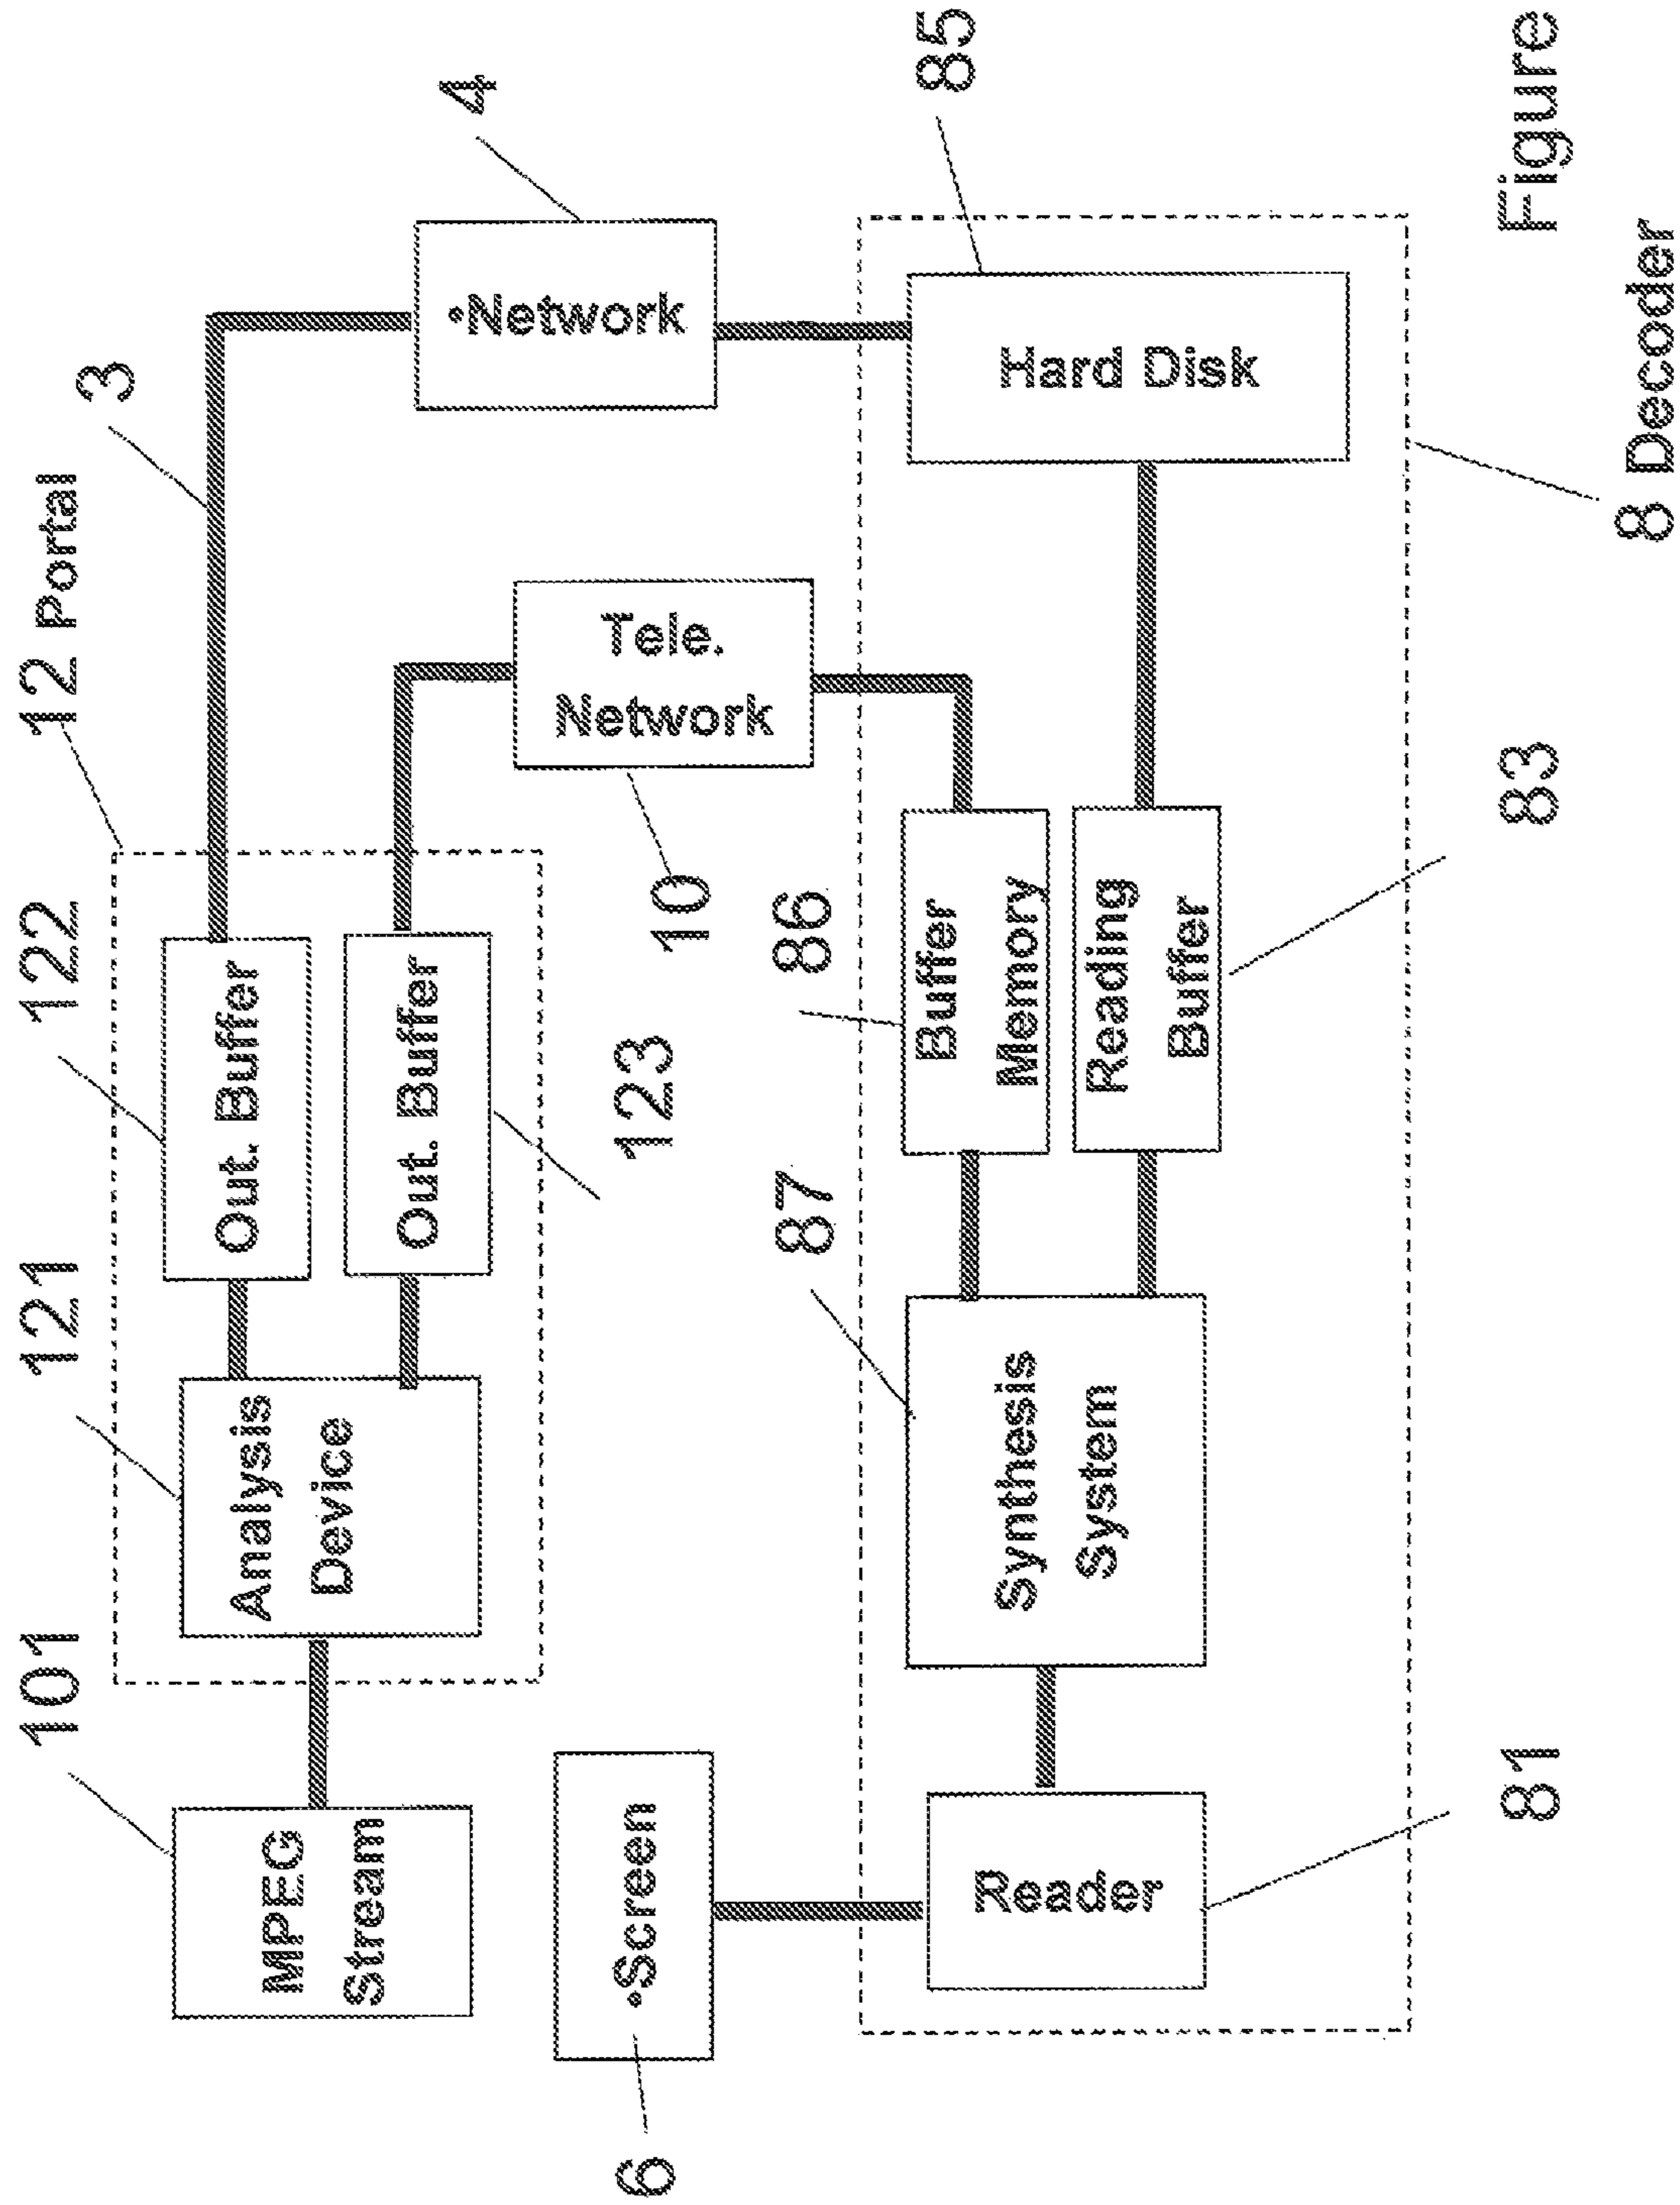 101
121
122
12 Portal
3
MPEG
Stream
Analysis
Device
Out. Buffer
Out. Buffer
123
4
•Network
Tele.
Network
10
6
•Screen
87
86
85
Reader
Synthesis
System
Buffer
Memory
Reading
Buffer
Hard Disk
81
83
8 Decoder
Figure